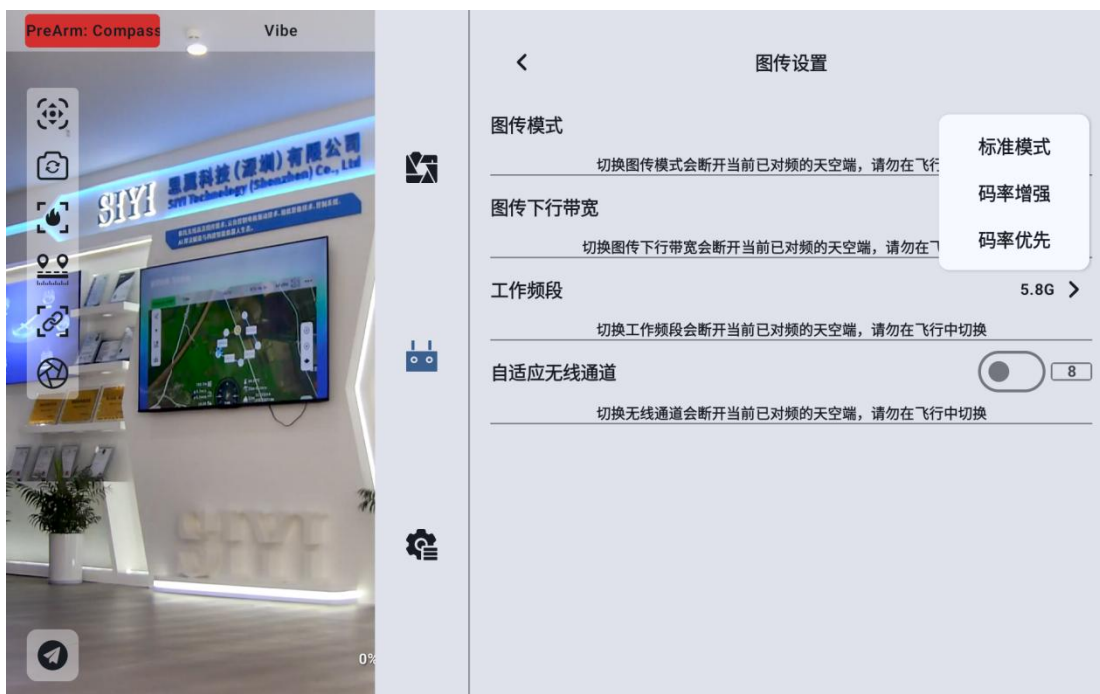 PreArm: Compass
Vibe
思翼科技（深圳）有限公司
SIYI Technology (Shenzhen) Co., Ltd
SIYI
SIYI
0%
图传设置
图传模式
切换图传模式会断开当前已对频的天空端，请勿在飞行
标准模式
码率增强
码率优先
图传下行带宽
切换图传下行带宽会断开当前已对频的天空端，请勿在飞
工作频段
5.8G
切换工作频段会断开当前已对频的天空端，请勿在飞行中切换
自适应无线通道
8
切换无线通道会断开当前已对频的天空端，请勿在飞行中切换